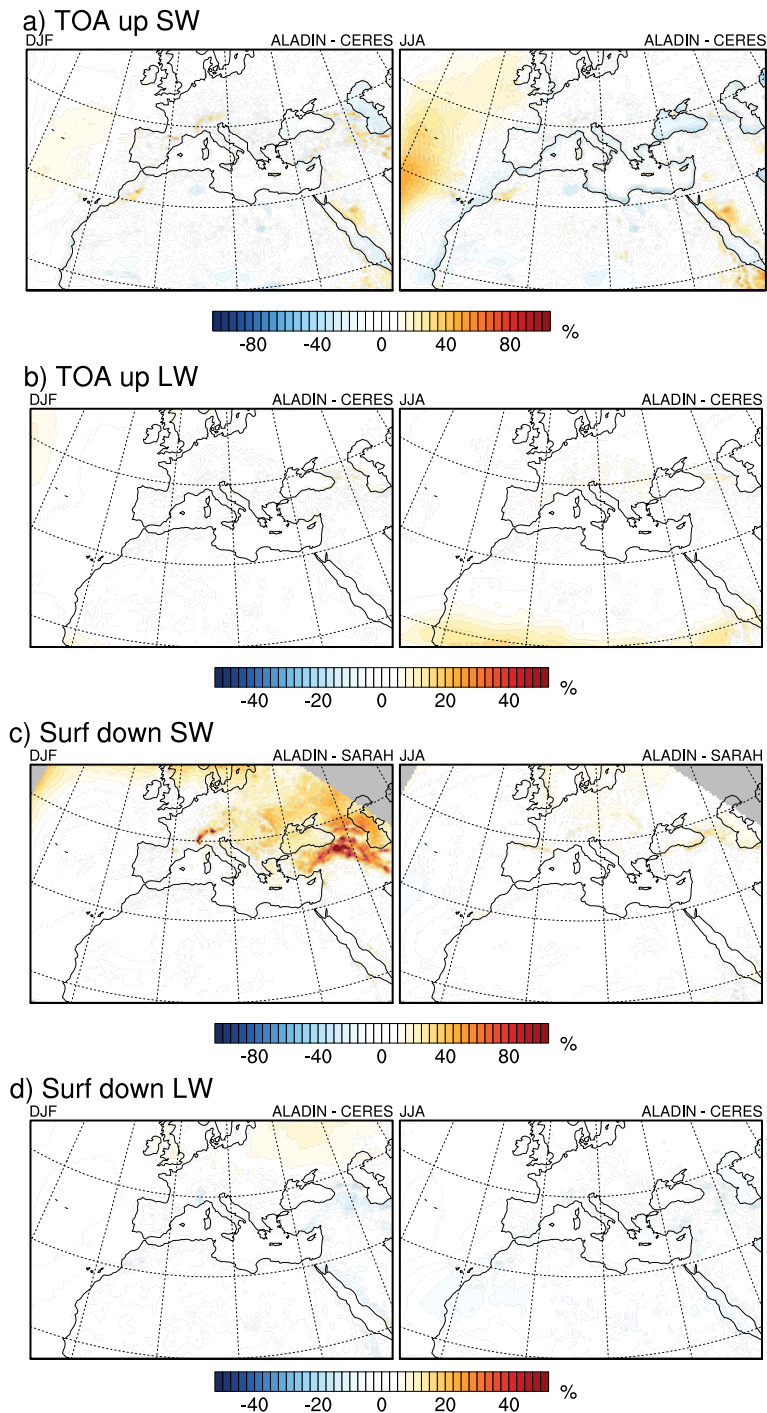 a) TOA up SW
DJF ALADIN - CERES JJA ALADIN - CERES
-80 -40 0 40 80 %
b) TOA up LW
DJF ALADIN - CERES JJA ALADIN - CERES
-40 -20 0 20 40 %
c) Surf down SW
DJF ALADIN - SARAH JJA ALADIN - SARAH
-80 -40 0 40 80 %
d) Surf down LW
DJF ALADIN - CERES JJA ALADIN - CERES
-40 -20 0 20 40 %